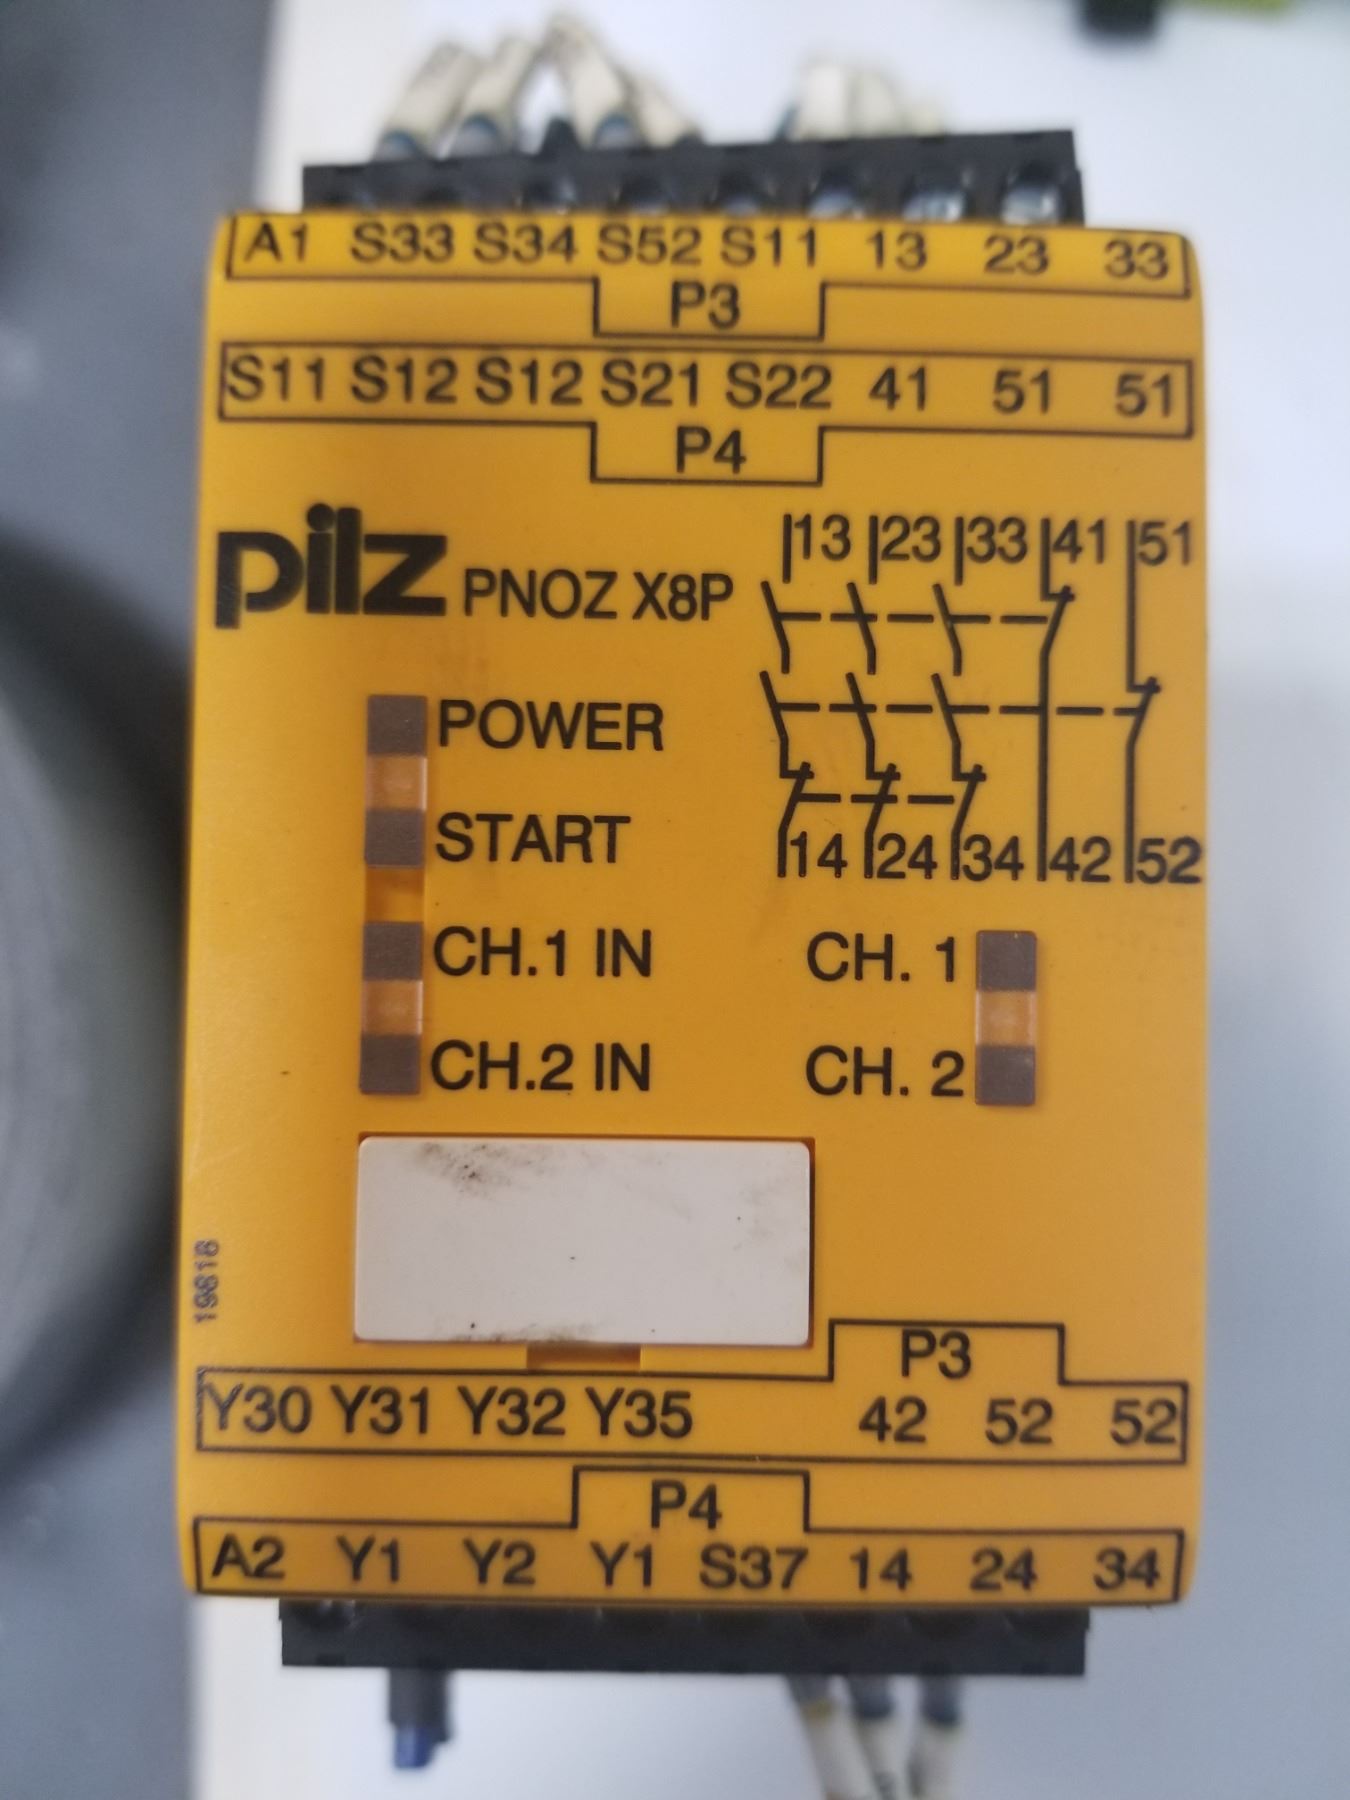 A1 S33 S34 S52 S11 13 23 33
P3
S11 S12 S12 S21 S22 41 51 51
P4
pilz PNOZ X8P
13 23 33 41 51
14 24 34 42 52
POWER
START
CH.1 IN
CH.2 IN
CH. 1
CH. 2
19818
P3
Y30 Y31 Y32 Y35 42 52 52
P4
A2 Y1 Y2 Y1 S37 14 24 34